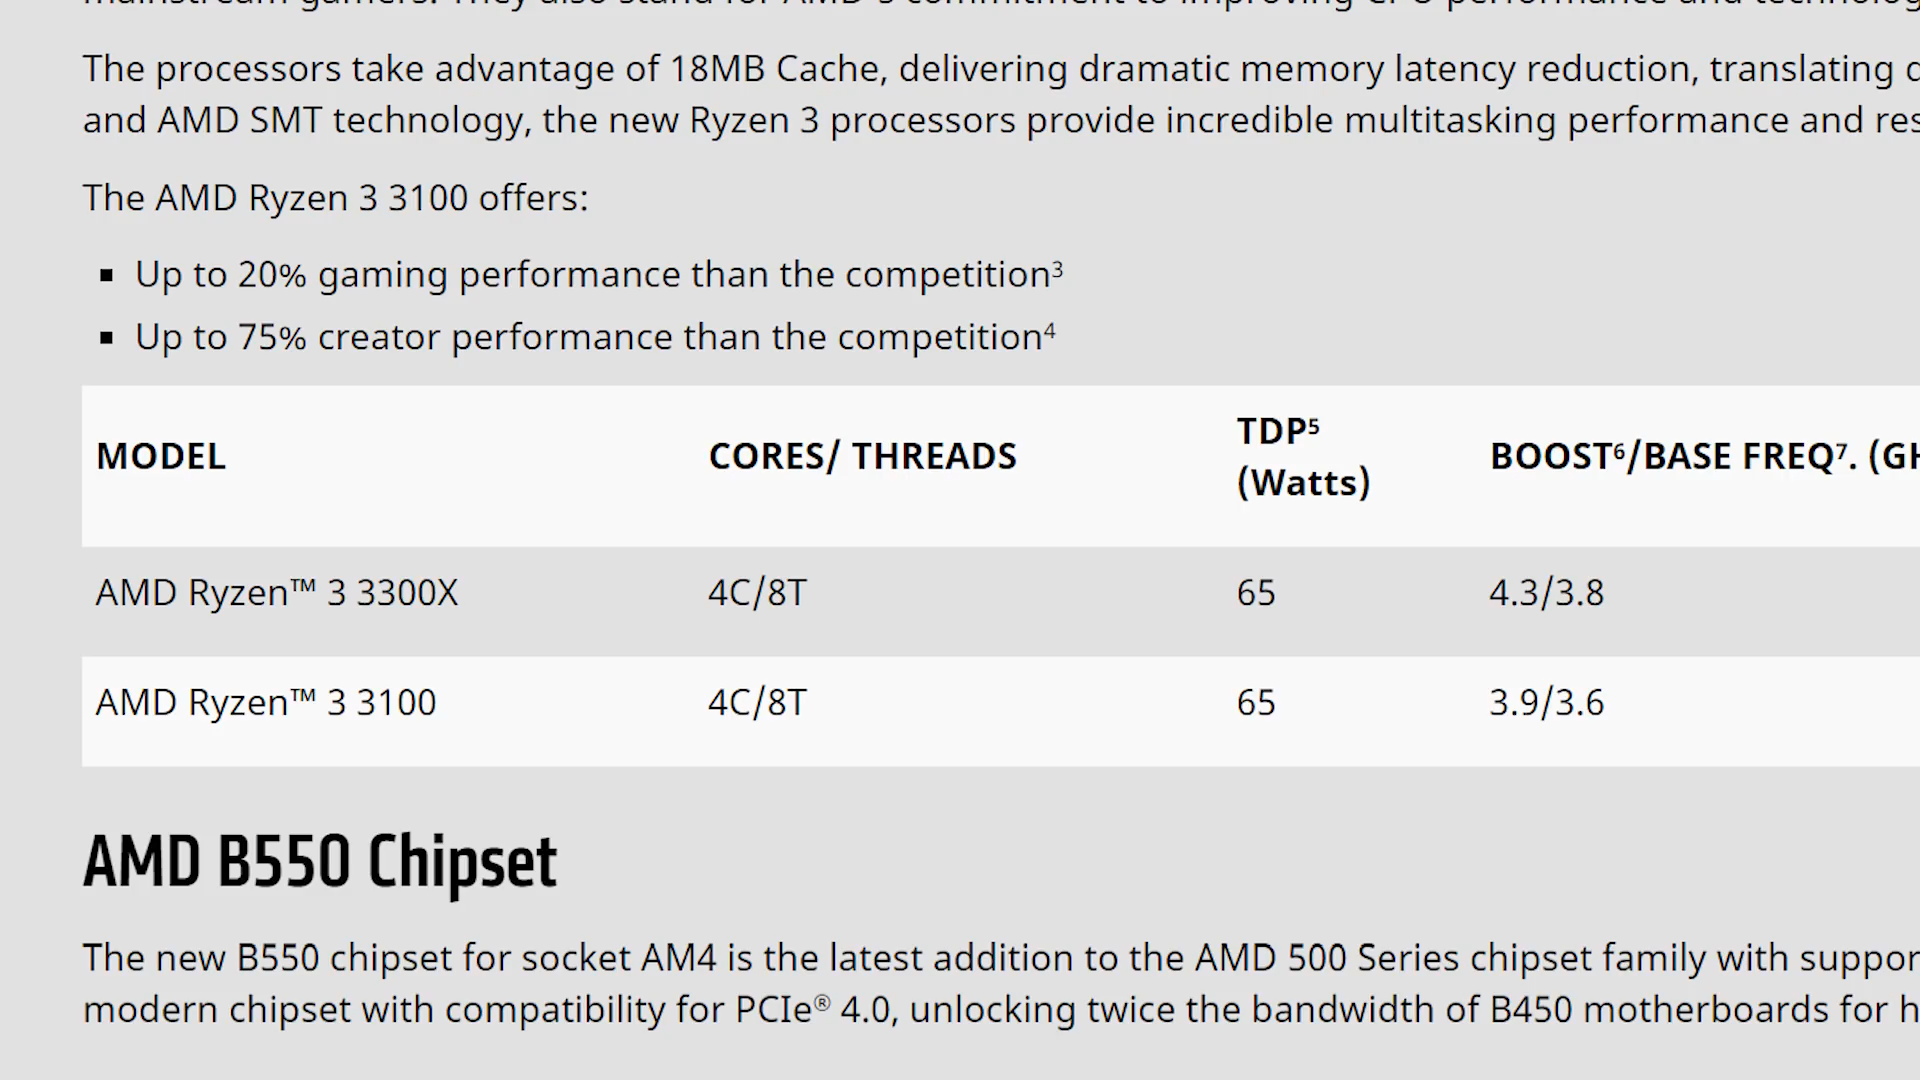 The processors take advantage of 18MB Cache, delivering dramatic memory latency reduction, translating
and AMD SMT technology, the new Ryzen 3 processors provide incredible multitasking performance and
The AMD Ryzen 3 3100 offers:
▪ Up to 20% gaming performance than the competition³
▪ Up to 75% creator performance than the competition⁴
MODEL CORES/ THREADS TDP⁵ (Watts) BOOST⁶/BASE FREQ⁷. (GH
AMD Ryzen™ 3 3300X 4C/8T 65 4.3/3.8
AMD Ryzen™ 3 3100 4C/8T 65 3.9/3.6
AMD B550 Chipset
The new B550 chipset for socket AM4 is the latest addition to the AMD 500 Series chipset family with
modern chipset with compatibility for PCIe® 4.0, unlocking twice the bandwidth of B450 motherboards for